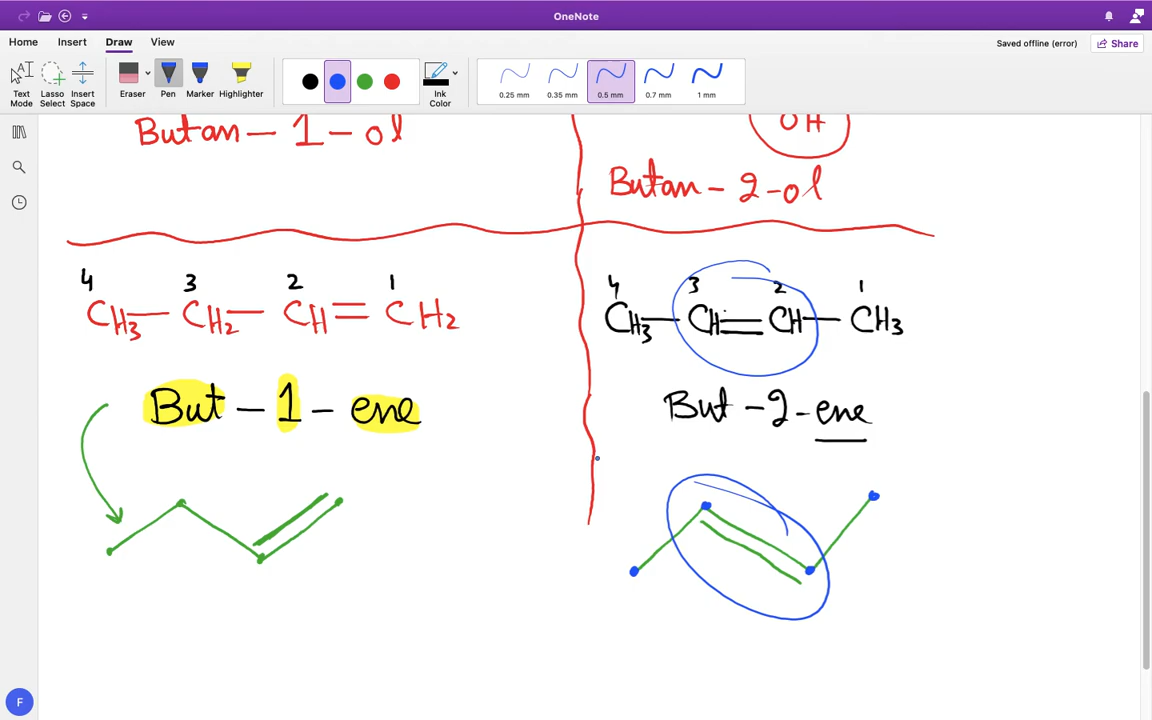 OneNote
Home Insert Draw View
Saved offline (error) Share
Text Mode
Lasso Select
Insert Space
Eraser
Pen
Marker
Highlighter
Ink Color
0.25 mm
0.35 mm
0.5 mm
0.7 mm
1 mm
Butan - 1 - ol
OH
Butan - 2 - ol
4 3 2 1
CH3 — CH2 — CH = CH2
But - 1 - ene
4 3 2 1
CH3 — CH = CH — CH3
But - 2 - ene
F